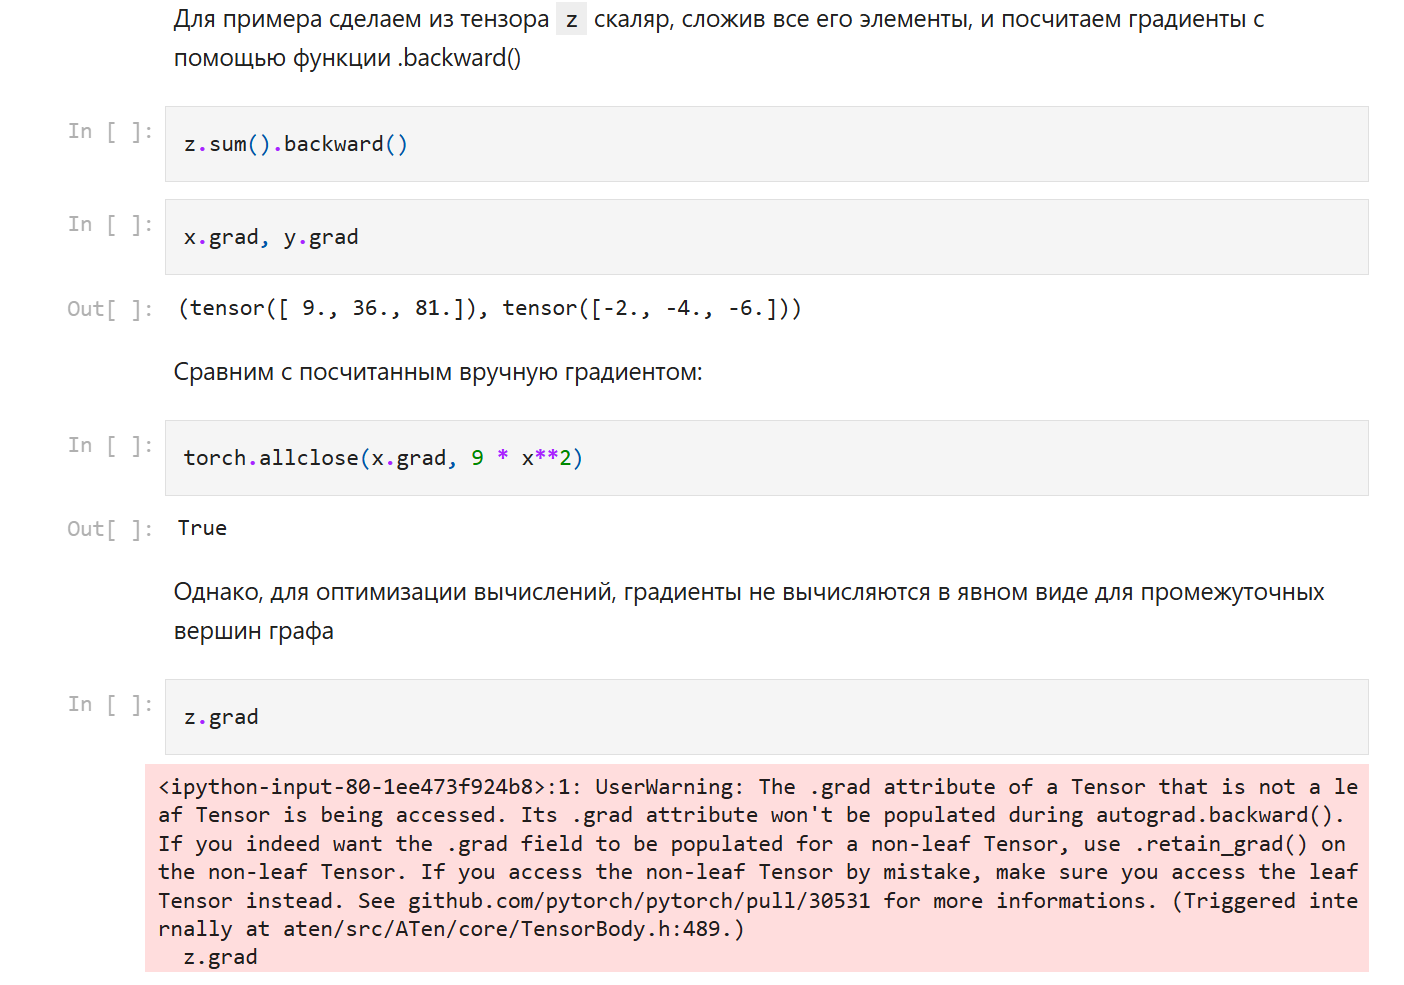 Для примера сделаем из тензора z скаляр, сложив все его элементы, и посчитаем градиенты с
помощью функции .backward()
In [ ]:
z.sum().backward()
In [ ]:
x.grad, y.grad
Out[ ]:
(tensor([ 9., 36., 81.]), tensor([-2., -4., -6.]))
Сравним с посчитанным вручную градиентом:
In [ ]:
torch.allclose(x.grad, 9 * x**2)
Out[ ]:
True
Однако, для оптимизации вычислений, градиенты не вычисляются в явном виде для промежуточных
вершин графа
In [ ]:
z.grad
<ipython-input-80-1ee473f924b8>:1: UserWarning: The .grad attribute of a Tensor that is not a le
af Tensor is being accessed. Its .grad attribute won't be populated during autograd.backward().
If you indeed want the .grad field to be populated for a non-leaf Tensor, use .retain_grad() on
the non-leaf Tensor. If you access the non-leaf Tensor by mistake, make sure you access the leaf
Tensor instead. See github.com/pytorch/pytorch/pull/30531 for more informations. (Triggered inte
rnally at aten/src/ATen/core/TensorBody.h:489.)
z.grad